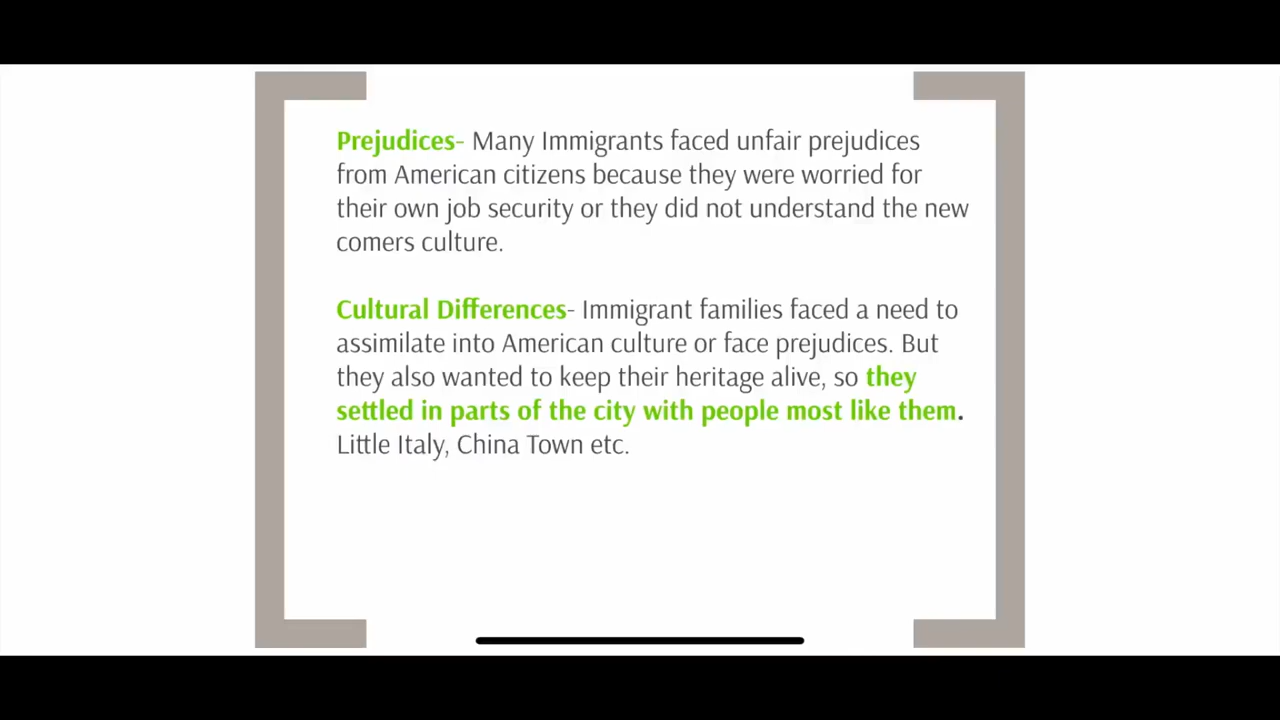 Prejudices- Many Immigrants faced unfair prejudices
from American citizens because they were worried for
their own job security or they did not understand the new
comers culture.
Cultural Differences- Immigrant families faced a need to
assimilate into American culture or face prejudices. But
they also wanted to keep their heritage alive, so they
settled in parts of the city with people most like them.
Little Italy, China Town etc.